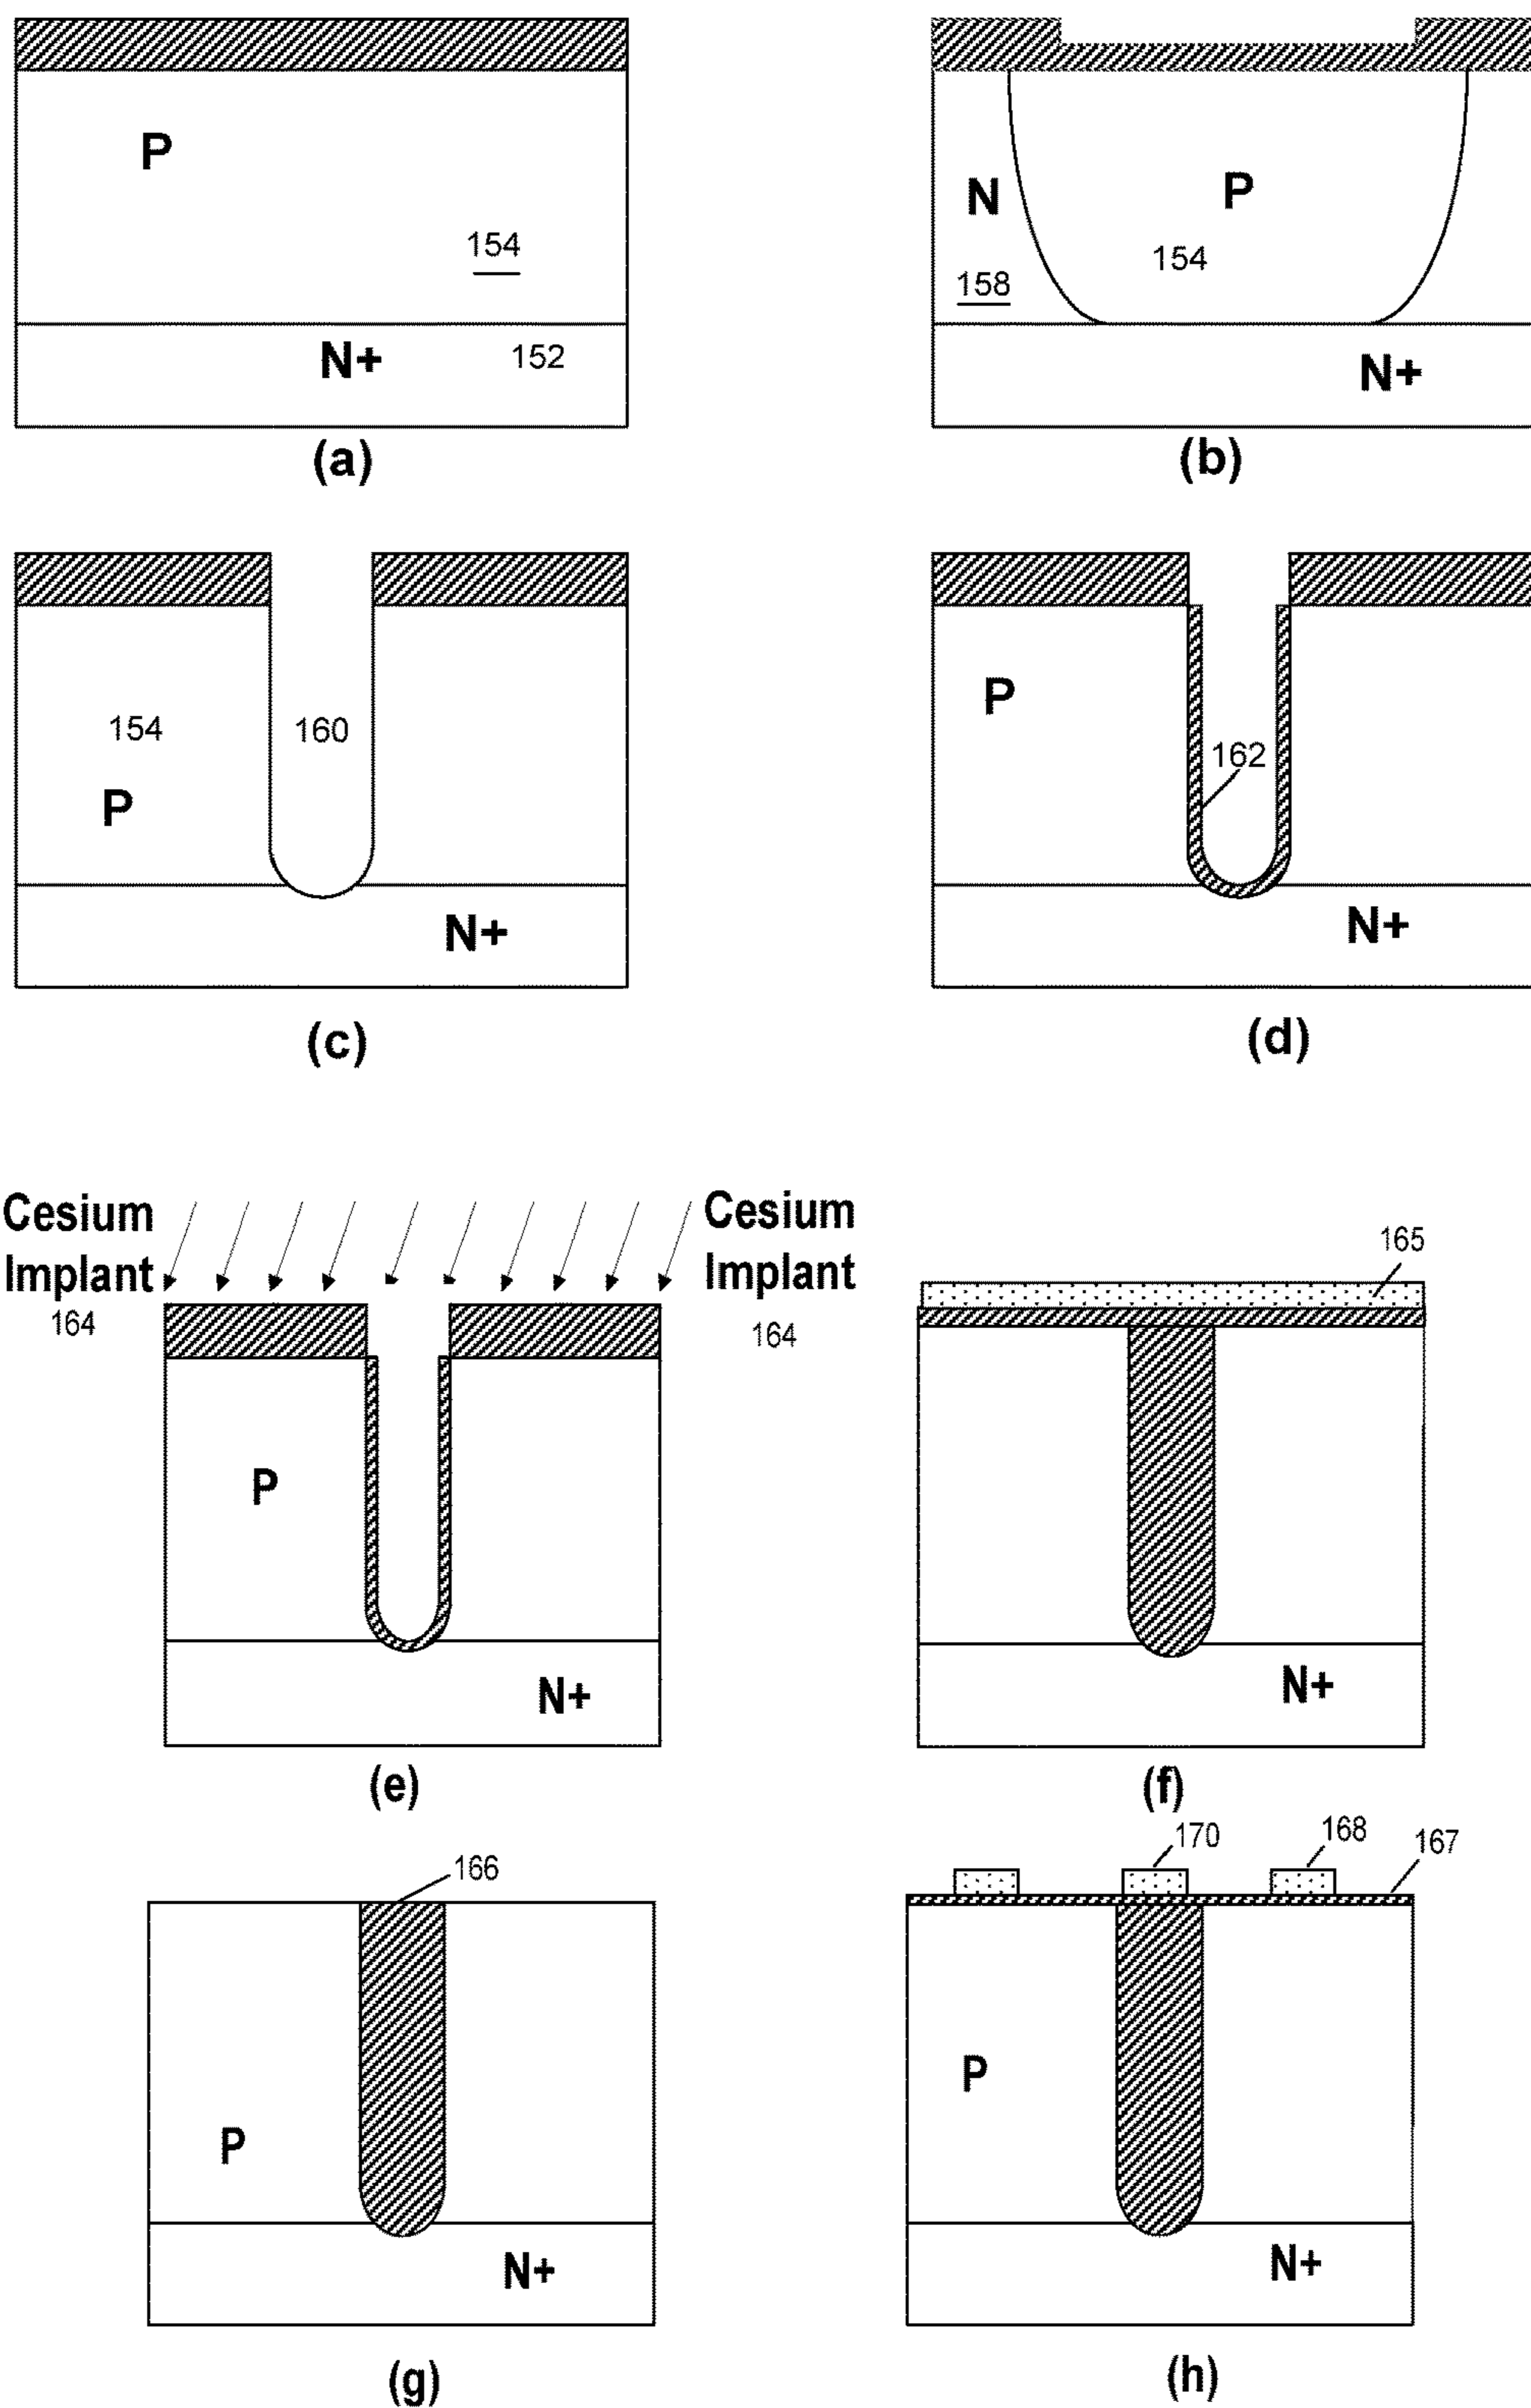 P
154
N+ 152
(a)
N
P
154
158
N+
(b)
154 160
P
N+
(c)
P
162
N+
(d)
Cesium
Implant
164
Cesium
Implant
164
P
N+
(e)
165
N+
(f)
166
P
N+
(g)
170
168
167
P
N+
(h)